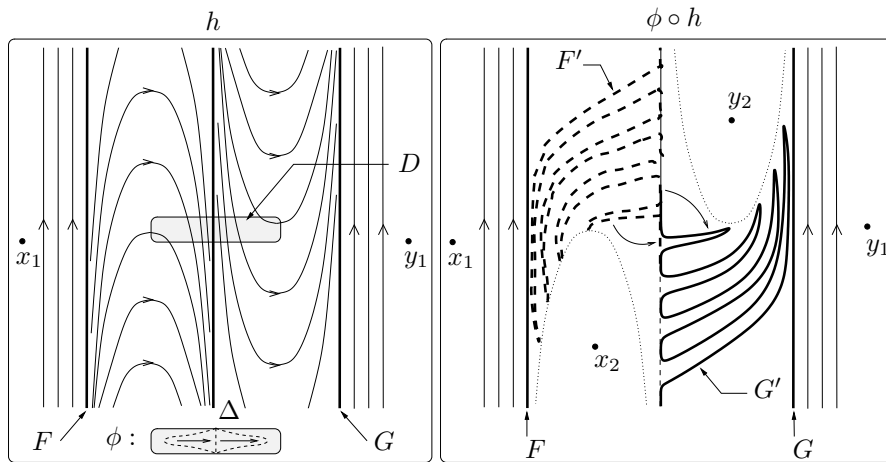 h
D
x₁
y₁
Δ
F
G
φ :
φ ∘ h
F′
y₂
x₁
y₁
x₂
G′
F
G